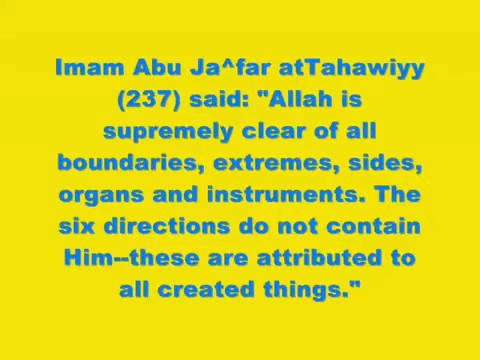 Imam Abu Ja^far atTahawiyy
(237) said: "Allah is
supremely clear of all
boundaries, extremes, sides,
organs and instruments. The
six directions do not contain
Him--these are attributed to
all created things."